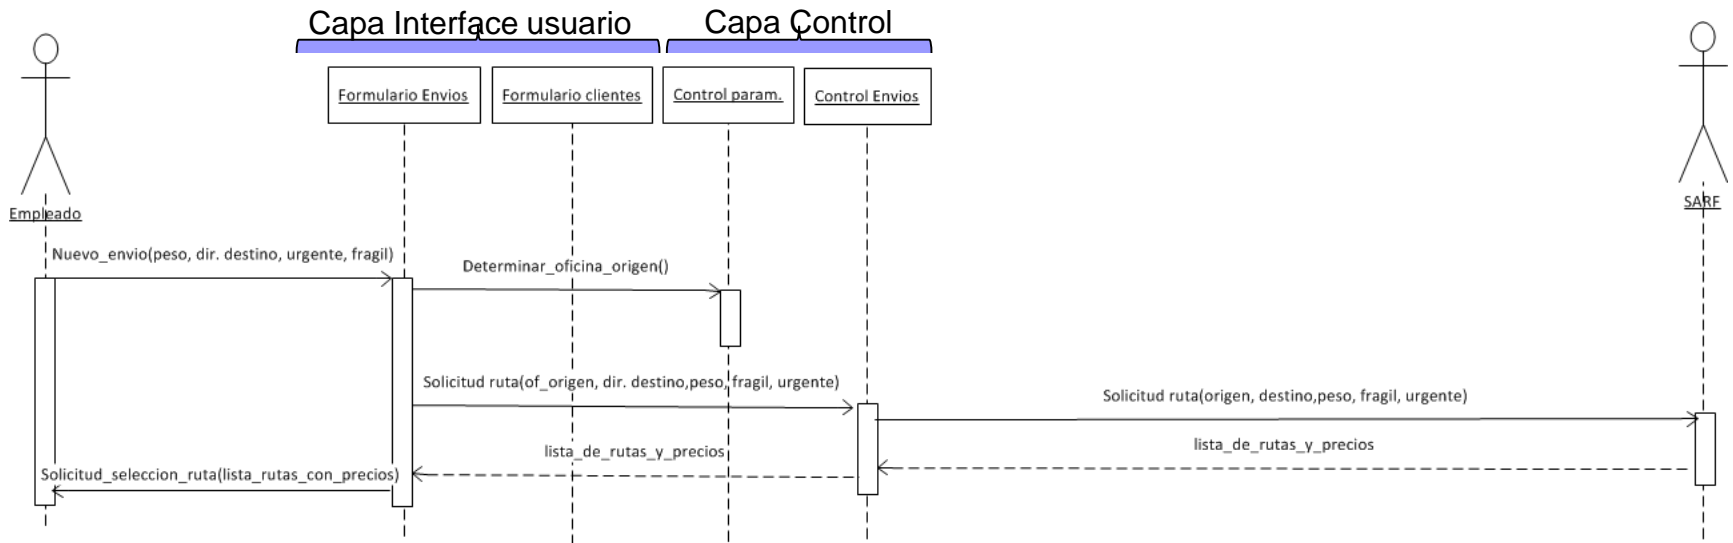 Capa Interface usuario
Capa Control
Formulario Envios
Formulario clientes
Control param.
Control Envios
Empleado
SARF
Nuevo_envio(peso, dir. destino, urgente, fragil)
Determinar_oficina_origen()
Solicitud ruta(of_origen, dir. destino,peso, fragil, urgente)
Solicitud ruta(origen, destino,peso, fragil, urgente)
lista_de_rutas_y_precios
lista_de_rutas_y_precios
Solicitud_seleccion_ruta(lista_rutas_con_precios)